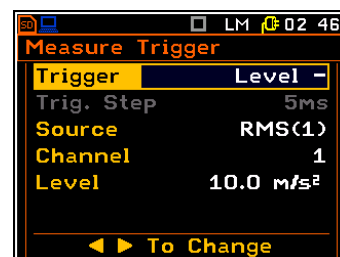 SD LM 02 46
Measure Trigger
Trigger Level –
Trig. Step 5ms
Source RMS(1)
Channel 1
Level 10.0 m/s²
◀ ▶ To Change